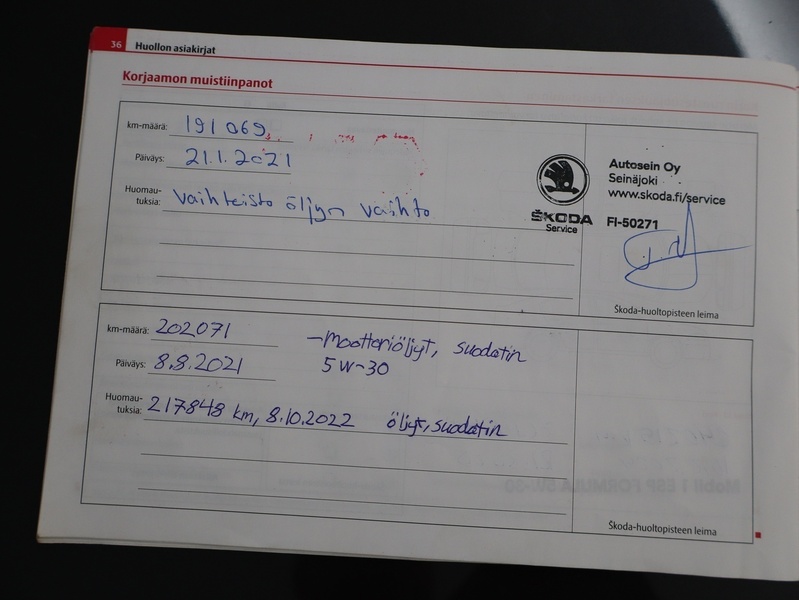 36 Huollon asiakirjat
Korjaamon muistiinpanot
km-määrä: 191 069
Päiväys: 21.1.2021
Huomau-
tuksia: vaihteisto öljyn vaihto
ŠKODA
Service
Autosein Oy
Seinäjoki
www.skoda.fi/service
FI-50271
Škoda-huoltopisteen leima
km-määrä: 202071
Päiväys: 8.8.2021
- Moottoriöljyt, suodatin
5W-30
Huomau-
tuksia: 217848 km, 8.10.2022 öljyt, suodatin
Škoda-huoltopisteen leima